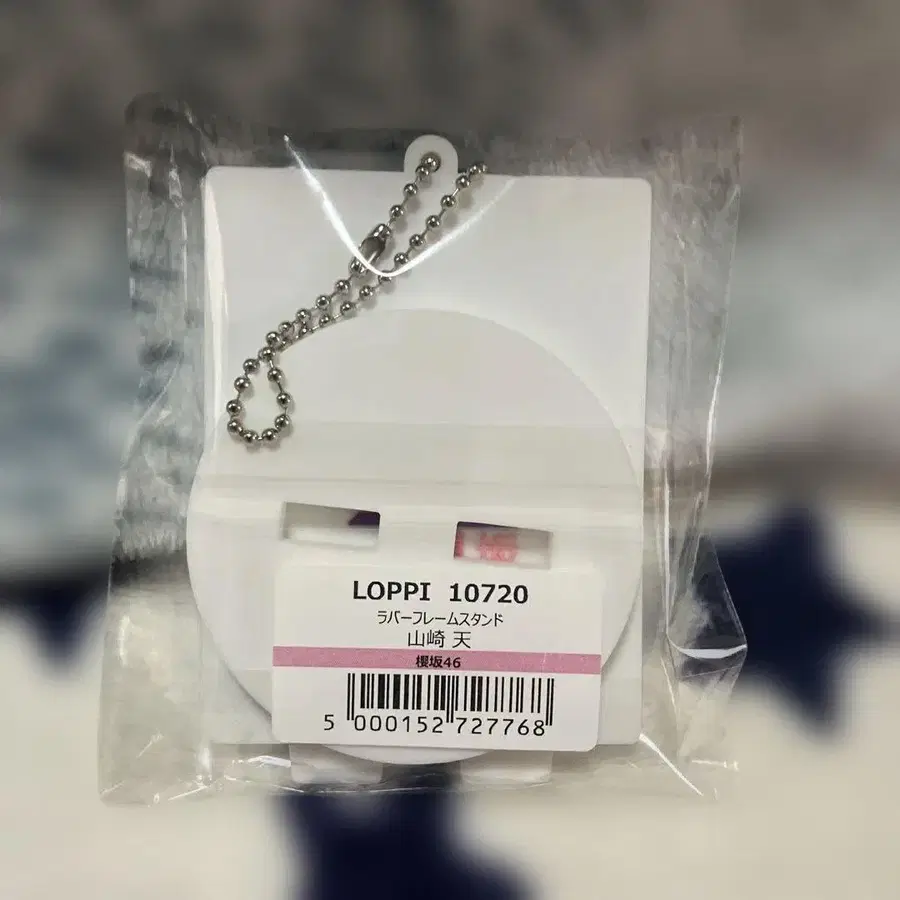 LOPPI 10720
ラバーフレームスタンド
山崎 天
櫻坂46
5 000152 727768